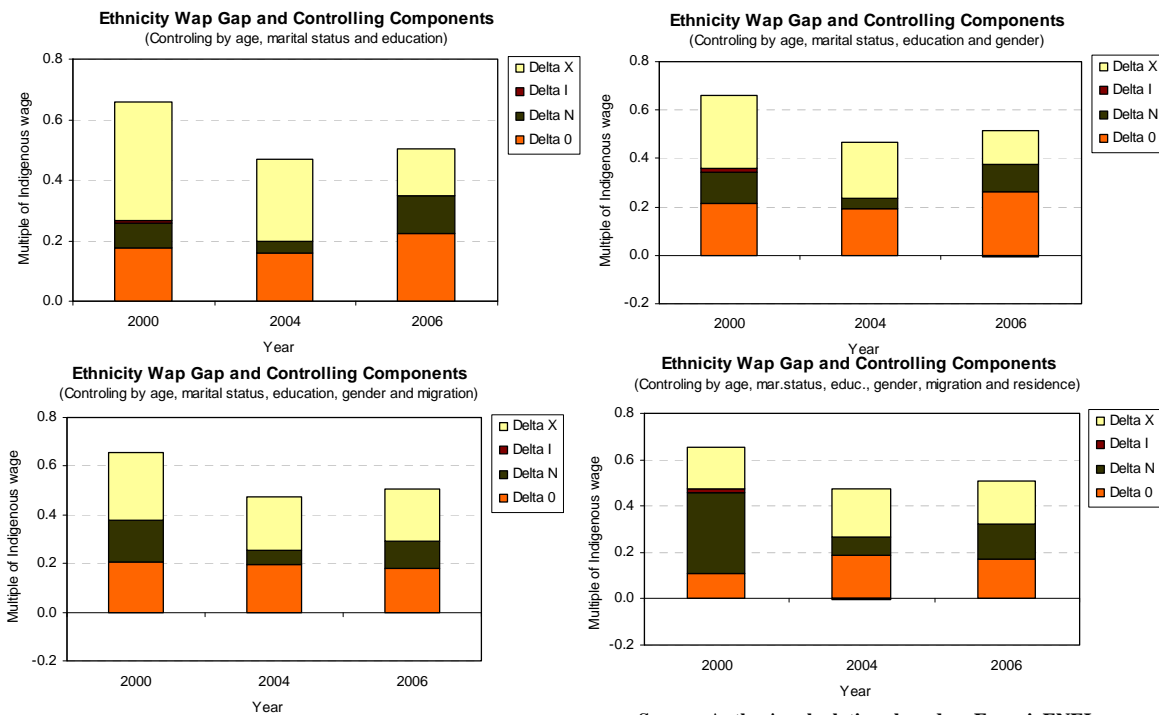 Ethnicity Wap Gap and Controlling Components
(Controling by age, marital status and education)
Multiple of Indigenous wage
0.8
0.6
0.4
0.2
0.0
2000
2004
2006
Year
Delta X
Delta I
Delta N
Delta 0
Ethnicity Wap Gap and Controlling Components
(Controling by age, marital status, education and gender)
Multiple of Indigenous wage
0.8
0.6
0.4
0.2
0.0
-0.2
2000
2004
2006
Year
Delta X
Delta I
Delta N
Delta 0
Ethnicity Wap Gap and Controlling Components
(Controling by age, marital status, education, gender and migration)
Multiple of Indigenous wage
0.8
0.6
0.4
0.2
0.0
-0.2
2000
2004
2006
Year
Delta X
Delta I
Delta N
Delta 0
Ethnicity Wap Gap and Controlling Components
(Controling by age, mar.status, educ., gender, migration and residence)
Multiple of Indigenous wage
0.8
0.6
0.4
0.2
0.0
-0.2
2000
2004
2006
Year
Delta X
Delta I
Delta N
Delta 0